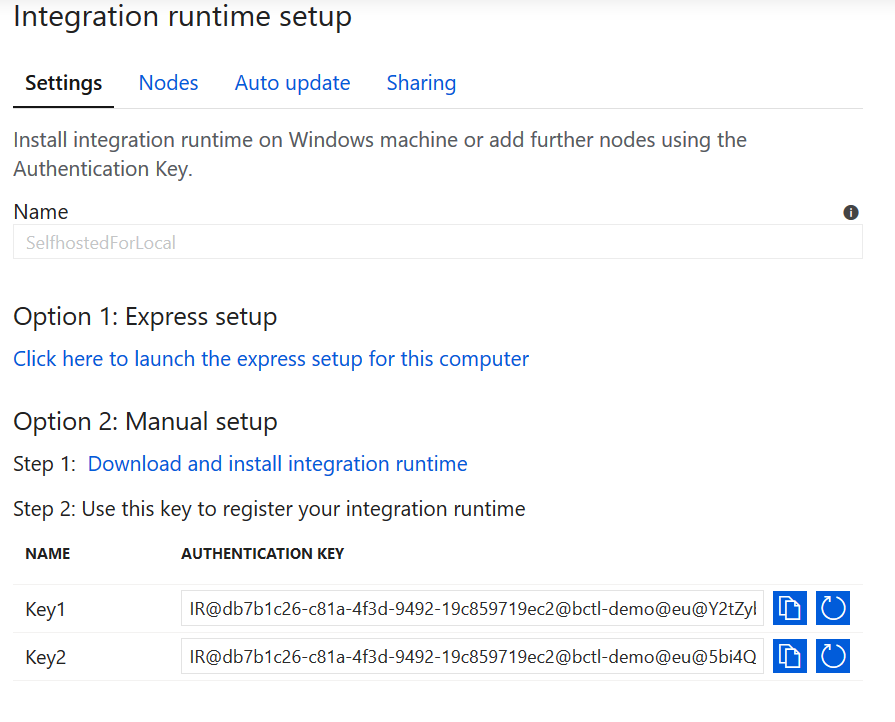 Integration runtime setup
Settings Nodes Auto update Sharing
Install integration runtime on Windows machine or add further nodes using the
Authentication Key.
Name
SelfhostedForLocal
Option 1: Express setup
Click here to launch the express setup for this computer
Option 2: Manual setup
Step 1: Download and install integration runtime
Step 2: Use this key to register your integration runtime
NAME AUTHENTICATION KEY
Key1 IR@db7b1c26-c81a-4f3d-9492-19c859719ec2@bctl-demo@eu@Y2tZyl
Key2 IR@db7b1c26-c81a-4f3d-9492-19c859719ec2@bctl-demo@eu@5bi4Q